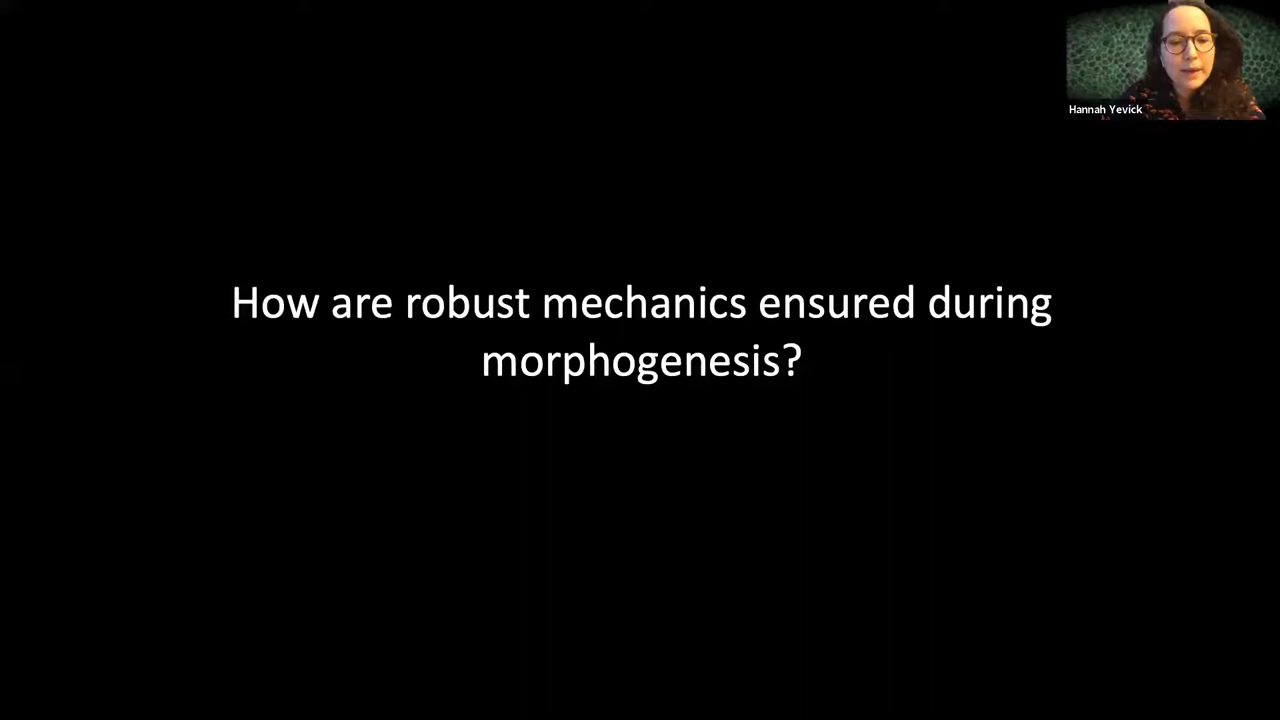 Hannah Yevick
How are robust mechanics ensured during
morphogenesis?